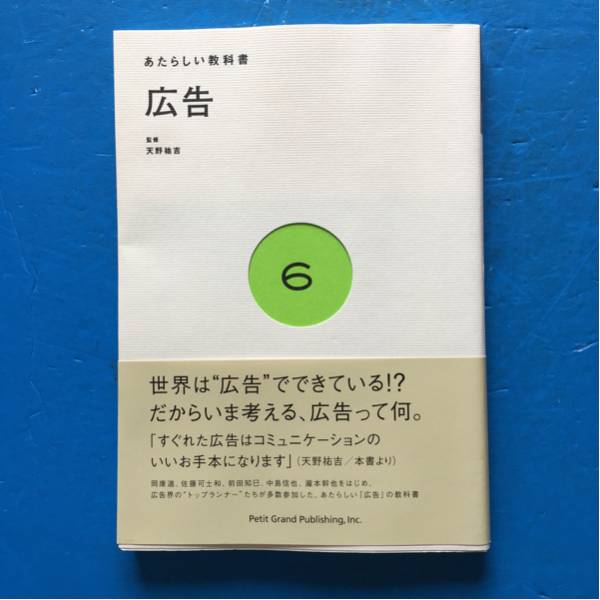 あたらしい教科書
広告
監修
天野祐吉
6
世界は“広告”でできている!?
だからいま考える、広告って何。
「すぐれた広告はコミュニケーションの
いいお手本になります」(天野祐吉/本書より)
岡康道、佐藤可士和、前田知巳、中島信也、瀧本幹也をはじめ、
広告界の“トップランナー”たちが多数参加した、あたらしい「広告」の教科書
Petit Grand Publishing, Inc.